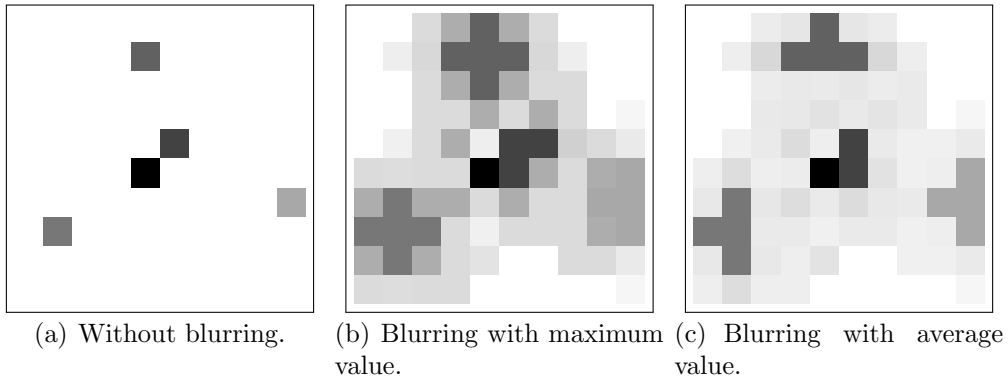 (a) Without blurring.
(b) Blurring with maximum
value.
(c) Blurring with average
value.